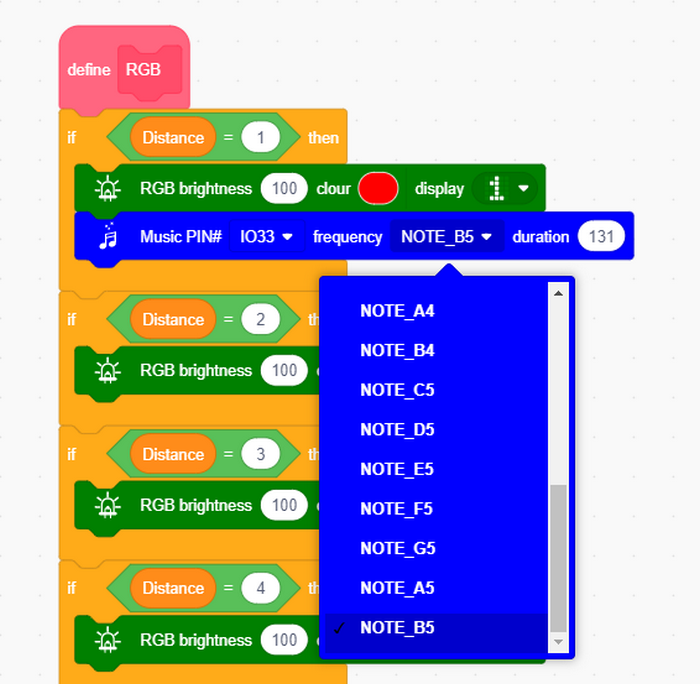 define RGB
if Distance = 1 then
RGB brightness 100 clour display
Music PIN# IO33 frequency NOTE_B5 duration 131
if Distance = 2 th
RGB brightness 100
if Distance = 3 th
RGB brightness 100
if Distance = 4 th
RGB brightness 100
NOTE_A4
NOTE_B4
NOTE_C5
NOTE_D5
NOTE_E5
NOTE_F5
NOTE_G5
NOTE_A5
✓ NOTE_B5